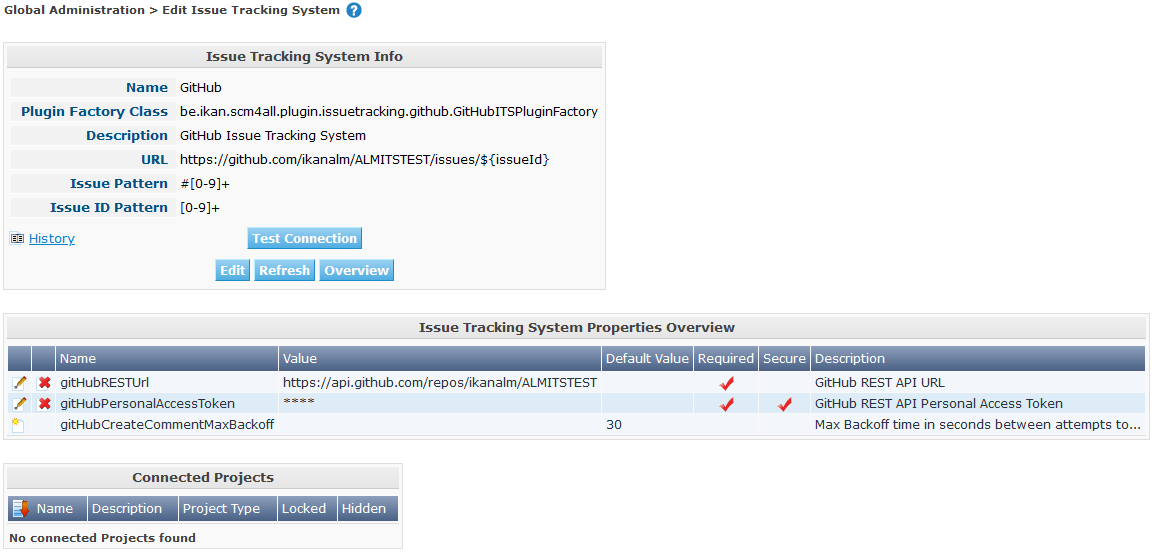 Global Administration > Edit Issue Tracking System ?
Issue Tracking System Info
Name GitHub
Plugin Factory Class be.ikan.scm4all.plugin.issuetracking.github.GitHubITSPluginFactory
Description GitHub Issue Tracking System
URL https://github.com/ikanalm/ALMITSTEST/issues/${issueId}
Issue Pattern #[0-9]+
Issue ID Pattern [0-9]+
History Test Connection
Edit Refresh Overview
Issue Tracking System Properties Overview
Name Value Default Value Required Secure Description
gitHubRESTUrl https://api.github.com/repos/ikanalm/ALMITSTEST GitHub REST API URL
gitHubPersonalAccessToken **** GitHub REST API Personal Access Token
gitHubCreateCommentMaxBackoff 30 Max Backoff time in seconds between attempts to...
Connected Projects
Name Description Project Type Locked Hidden
No connected Projects found